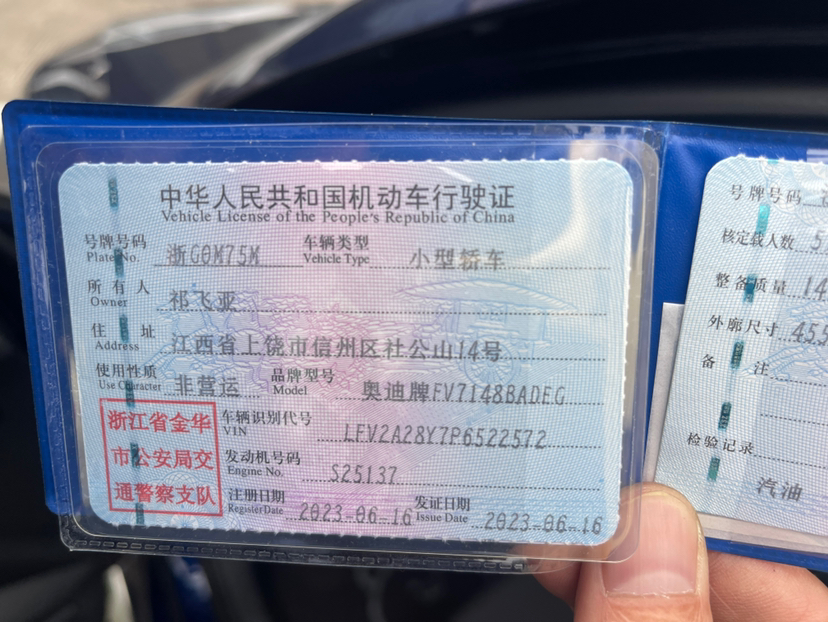 中华人民共和国机动车行驶证
Vehicle License of the People's Republic of China
号牌号码 浙G0M75M 车辆类型 小型轿车
Plate No. Vehicle Type
所有人 祁飞亚
Owner
住址 江西省上饶市信州区社公山14号
Address
使用性质 非营运 品牌型号 奥迪牌FV7148BADEG
Use Character Model
浙江省金华
市公安局交
通警察支队
车辆识别代号 LFV2A28Y7P6522572
VIN
发动机号码 S25137
Engine No.
注册日期 2023-06-16 发证日期 2023-06-16
Register Date Issue Date
号牌号码
核定载人数 5
整备质量 14
外廓尺寸 455
备注
检验记录
汽油